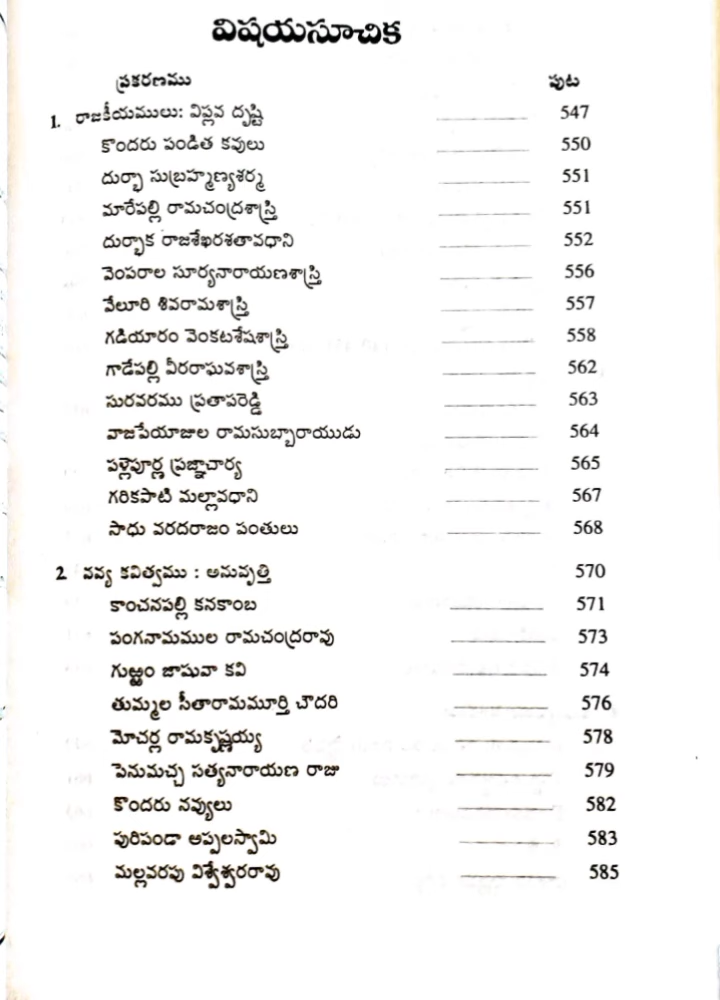 విషయసూచిక
ప్రకరణము పుట
1. రాజకీయములు: విప్లవ దృష్టి 547
కొందరు పండిత కవులు 550
దుర్భా సుబ్రహ్మణ్యశర్మ 551
మారేపల్లి రామచంద్రశాస్త్రి 551
దుర్భాక రాజశేఖరశతావధాని 552
వెంపరాల సూర్యనారాయణశాస్త్రి 556
వేలూరి శివరామశాస్త్రి 557
గడియారం వెంకటశేషశాస్త్రి 558
గాడేపల్లి వీరరాఘవశాస్త్రి 562
సురవరము ప్రతాపరెడ్డి 563
వాజపేయాజుల రామసుబ్బారాయుడు 564
పళ్లెపూర్ణ ప్రజ్ఞాచార్య 565
గరికపాటి మల్లావధాని 567
సాధు వరదరాజం పంతులు 568
2 నవ్య కవిత్వము : అనువృత్తి 570
కాంచనపల్లి కనకాంబ 571
పంగనామముల రామచంద్రరావు 573
గుఱ్ఱం జాషువా కవి 574
తుమ్మల సీతారామమూర్తి చౌదరి 576
మోచర్ల రామకృష్ణయ్య 578
పెనుమచ్చ సత్యనారాయణ రాజు 579
కొందరు నవ్యులు 582
పురిపండా అప్పలస్వామి 583
మల్లవరపు విశ్వేశ్వరరావు 585